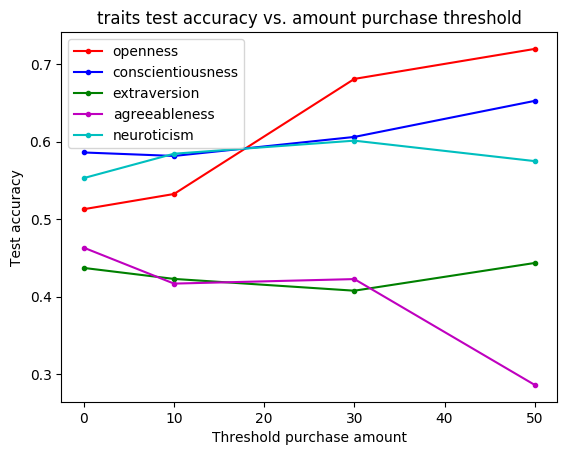 traits test accuracy vs. amount purchase threshold
openness
conscientiousness
extraversion
agreeableness
neuroticism
Test accuracy
0.7
0.6
0.5
0.4
0.3
0 10 20 30 40 50
Threshold purchase amount